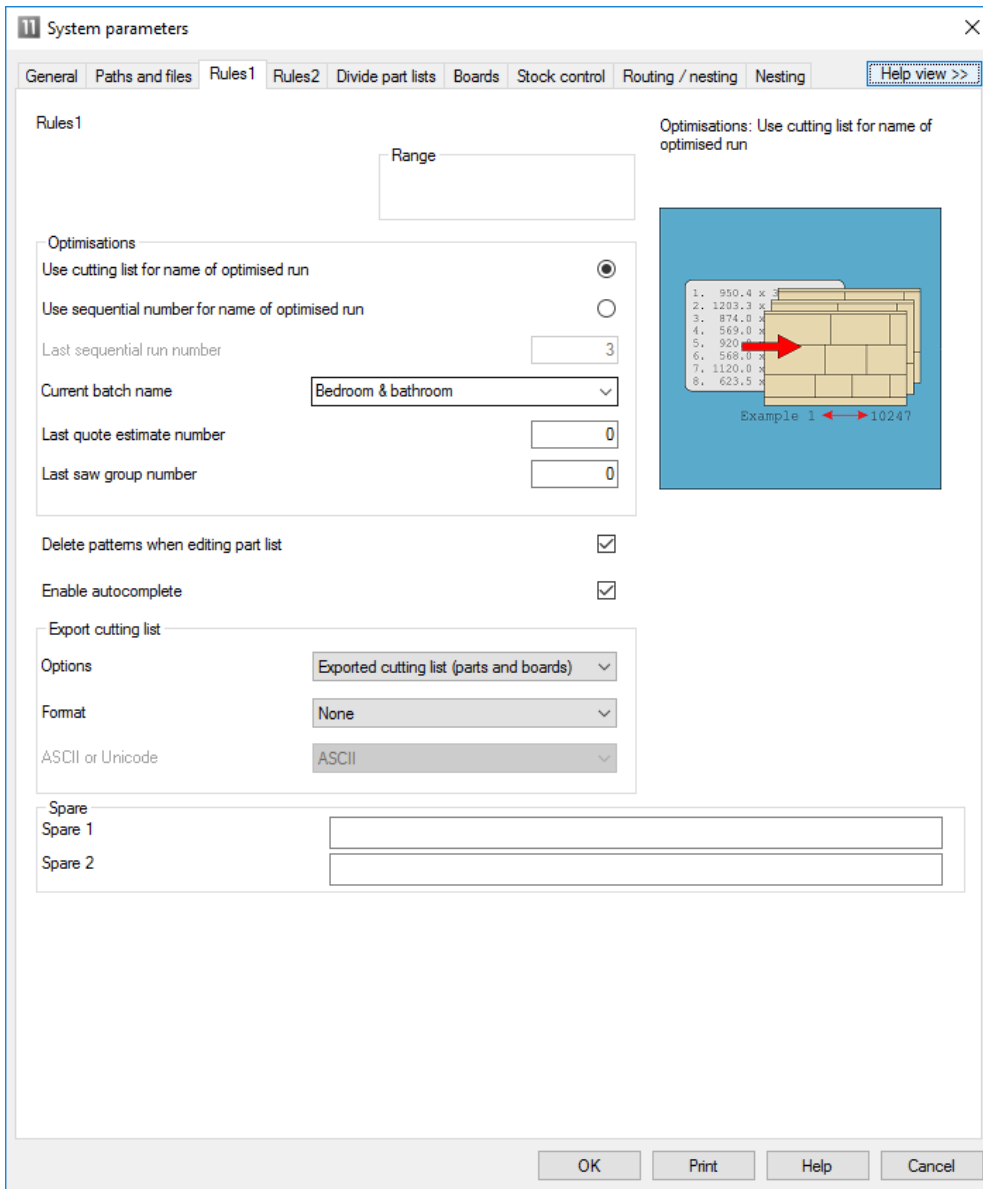 11 System parameters
General Paths and files Rules1 Rules2 Divide part lists Boards Stock control Routing / nesting Nesting Help view >>
Rules1
Optimisations: Use cutting list for name of
optimised run
Range
Optimisations
Use cutting list for name of optimised run
Use sequential number for name of optimised run
Last sequential run number 3
Current batch name Bedroom & bathroom
Last quote estimate number 0
Last saw group number 0
1. 950.4 x 3
2. 1203.3 x
3. 874.0 x
4. 569.0 x
5. 920
6. 568.0 x
7. 1120.0 x
8. 623.5 x
Example 1 10247
Delete patterns when editing part list
Enable autocomplete
Export cutting list
Options Exported cutting list (parts and boards)
Format None
ASCII or Unicode ASCII
Spare
Spare 1
Spare 2
OK Print Help Cancel